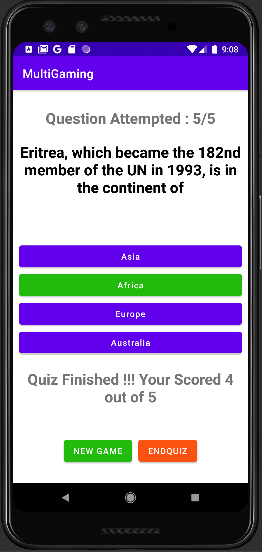 9:08
MultiGaming
Question Attempted : 5/5
Eritrea, which became the 182nd
member of the UN in 1993, is in
the continent of
Asia
Africa
Europe
Australia
Quiz Finished !!! Your Scored 4
out of 5
NEW GAME ENDQUIZ